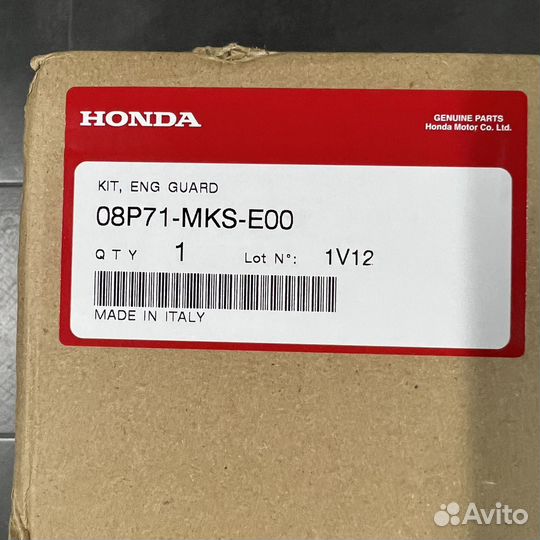 HONDA
GENUINE PARTS
Honda Motor Co. Ltd.
KIT, ENG GUARD
08P71-MKS-E00
QTY 1 Lot N°: 1V12
MADE IN ITALY
Avito